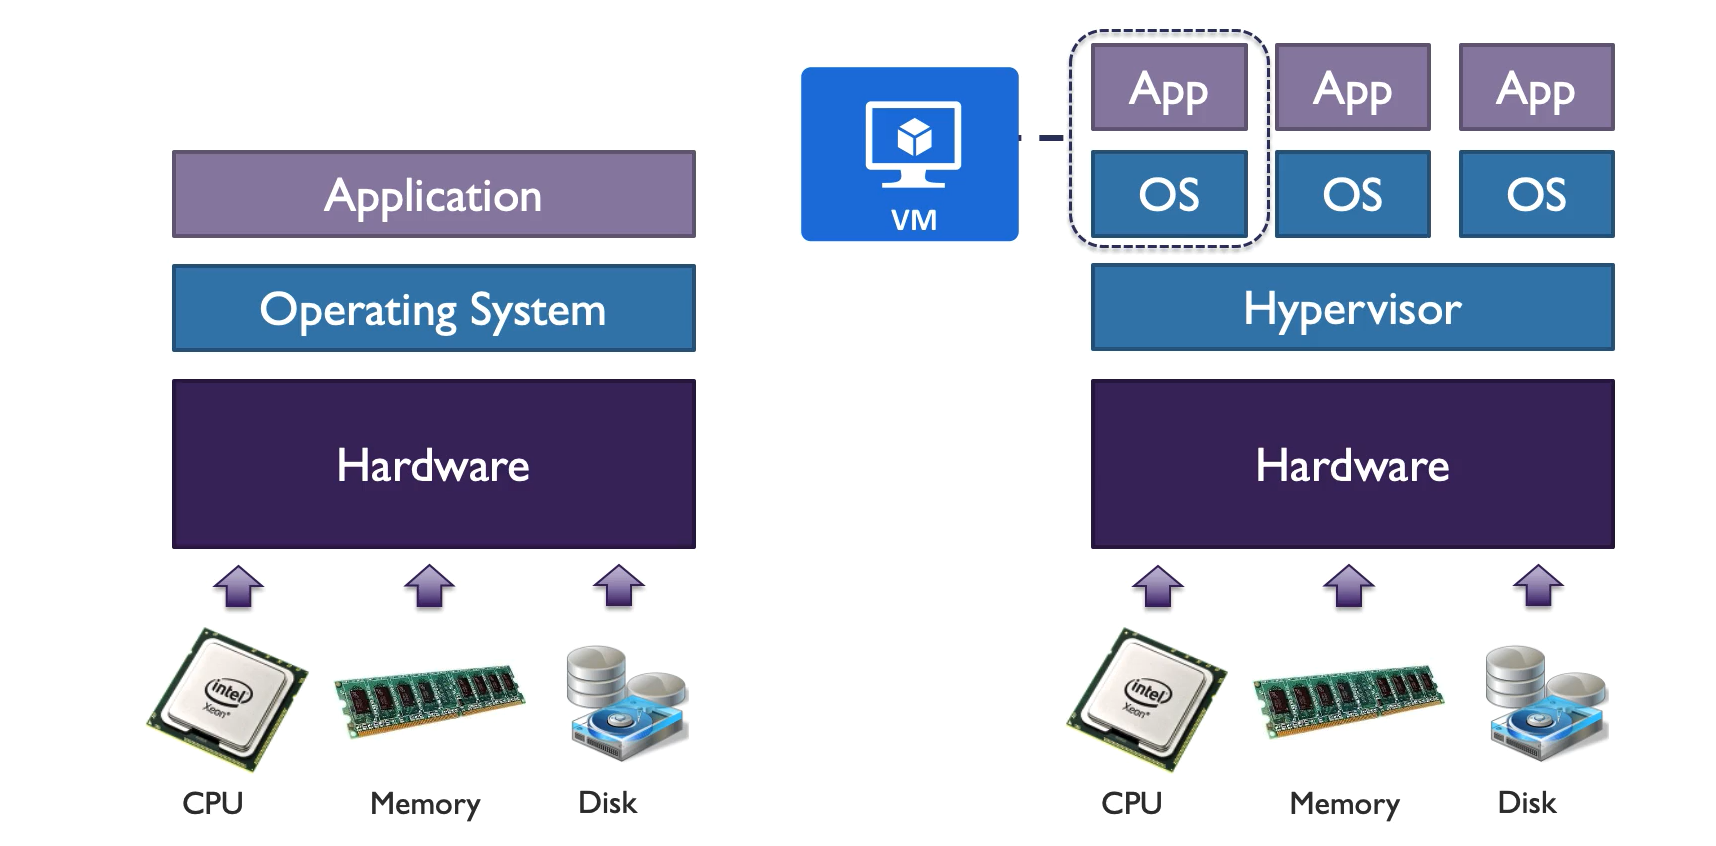 Application
Operating System
Hardware
intel
Xeon®
CPU
Memory
Disk
VM
App
App
App
OS
OS
OS
Hypervisor
Hardware
intel
Xeon®
CPU
Memory
Disk